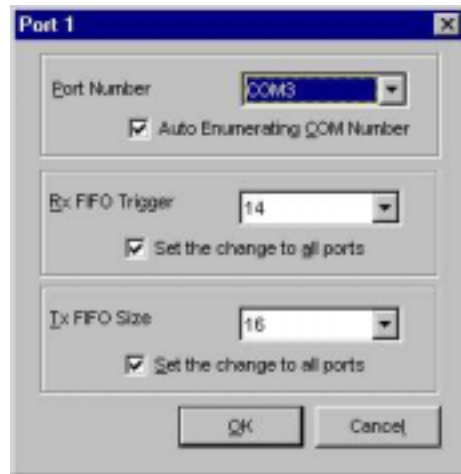 Port 1
Port Number
COM3
Auto Enumerating COM Number
Rx FIFO Trigger
14
Set the change to all ports
Tx FIFO Size
16
Set the change to all ports
OK
Cancel